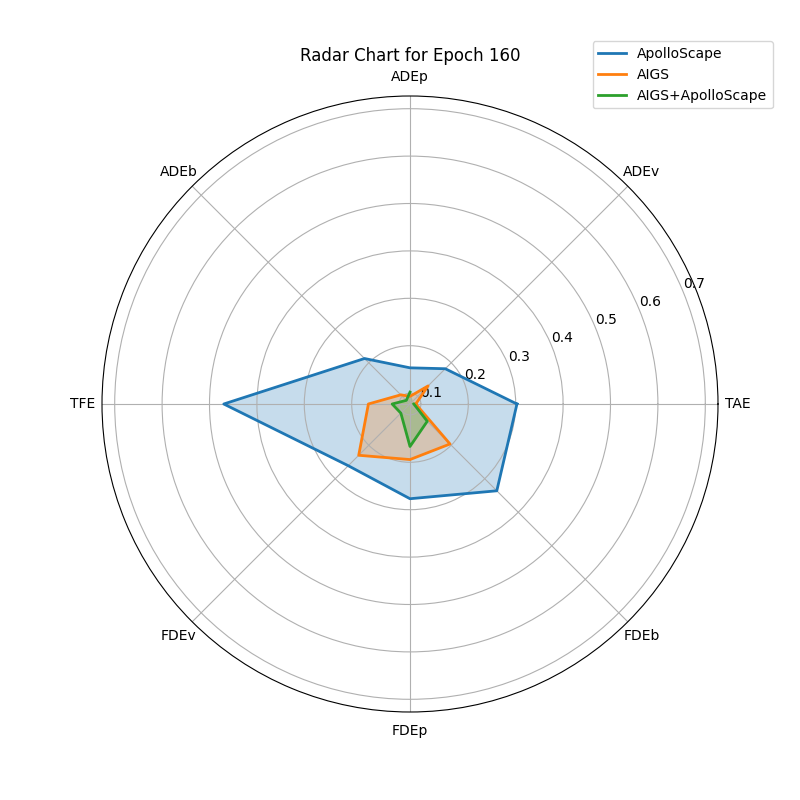 Radar Chart for Epoch 160
ApolloScape
AIGS
AIGS+ApolloScape
ADEp
ADEb
ADEv
0.7
0.6
0.5
0.4
0.3
0.2
0.1
TFE
TAE
FDEv
FDEb
FDEp